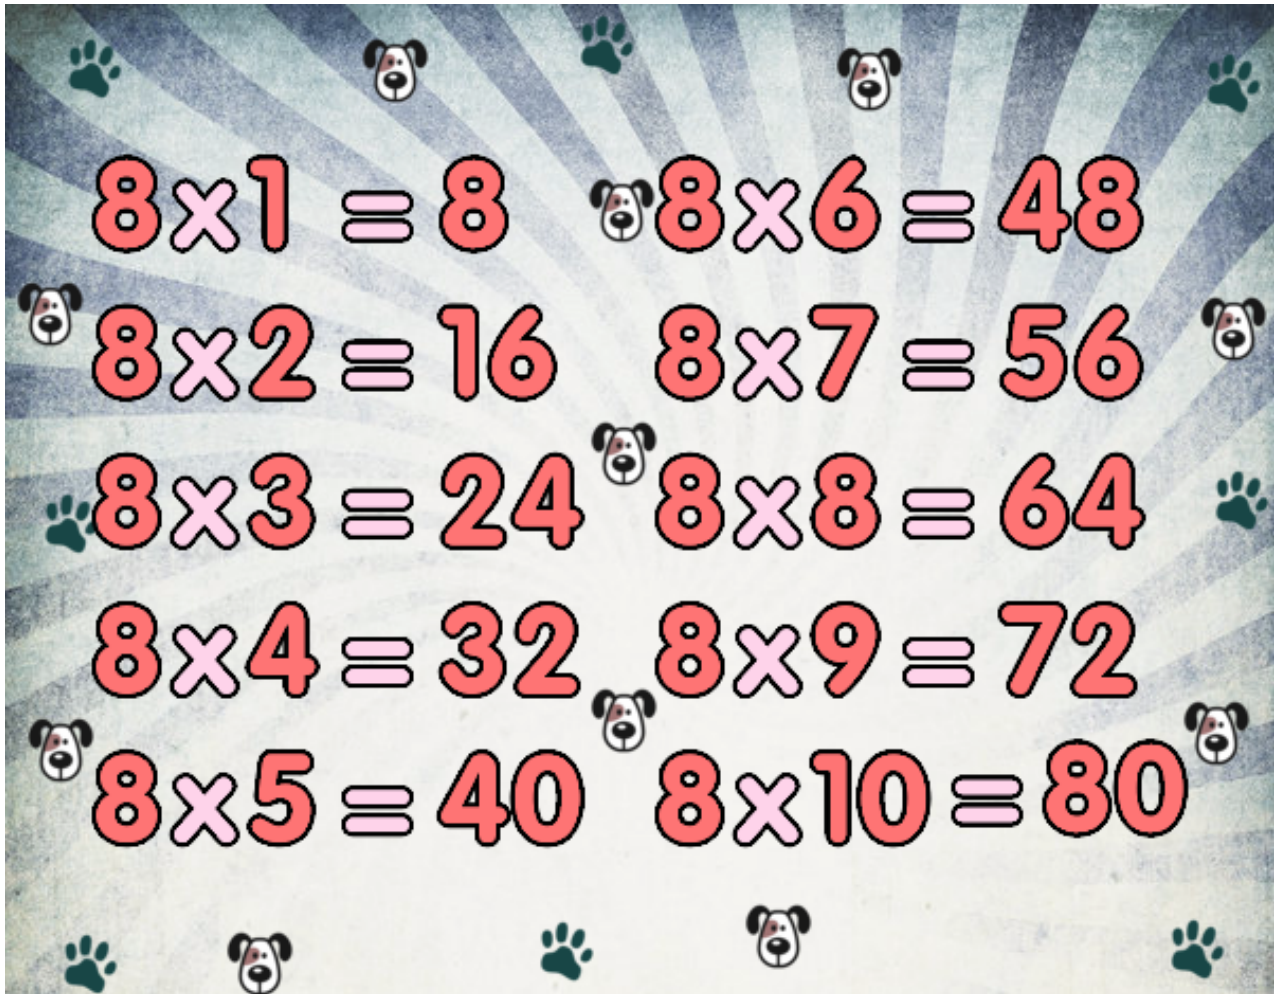 8x1 = 8
8x2 = 16
8x3 = 24
8x4 = 32
8x5 = 40
8x6 = 48
8x7 = 56
8x8 = 64
8x9 = 72
8x10 = 80